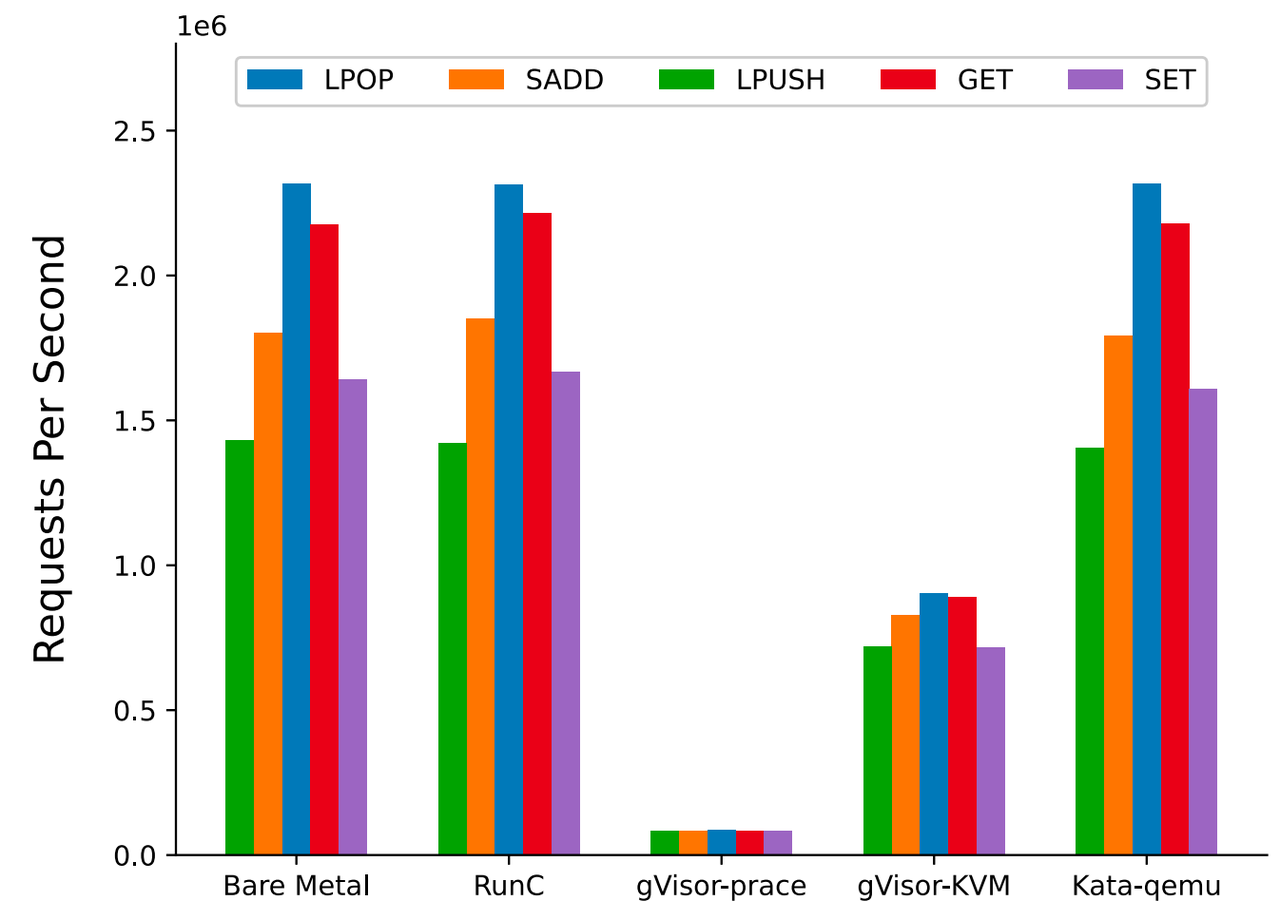 1e6
LPOP SADD LPUSH GET SET
Requests Per Second
2.5
2.0
1.5
1.0
0.5
0.0
Bare Metal RunC gVisor-prace gVisor-KVM Kata-qemu